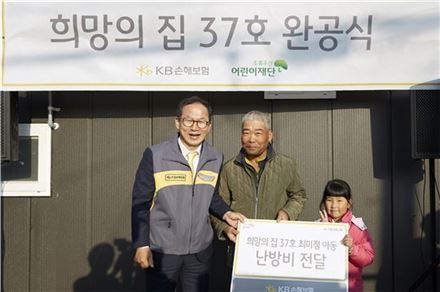 희망의 집 37호 완공식
KB손해보험
초록우산
어린이재단
희망의 집 37호 최미정 아동
난방비 전달
KB손해보험